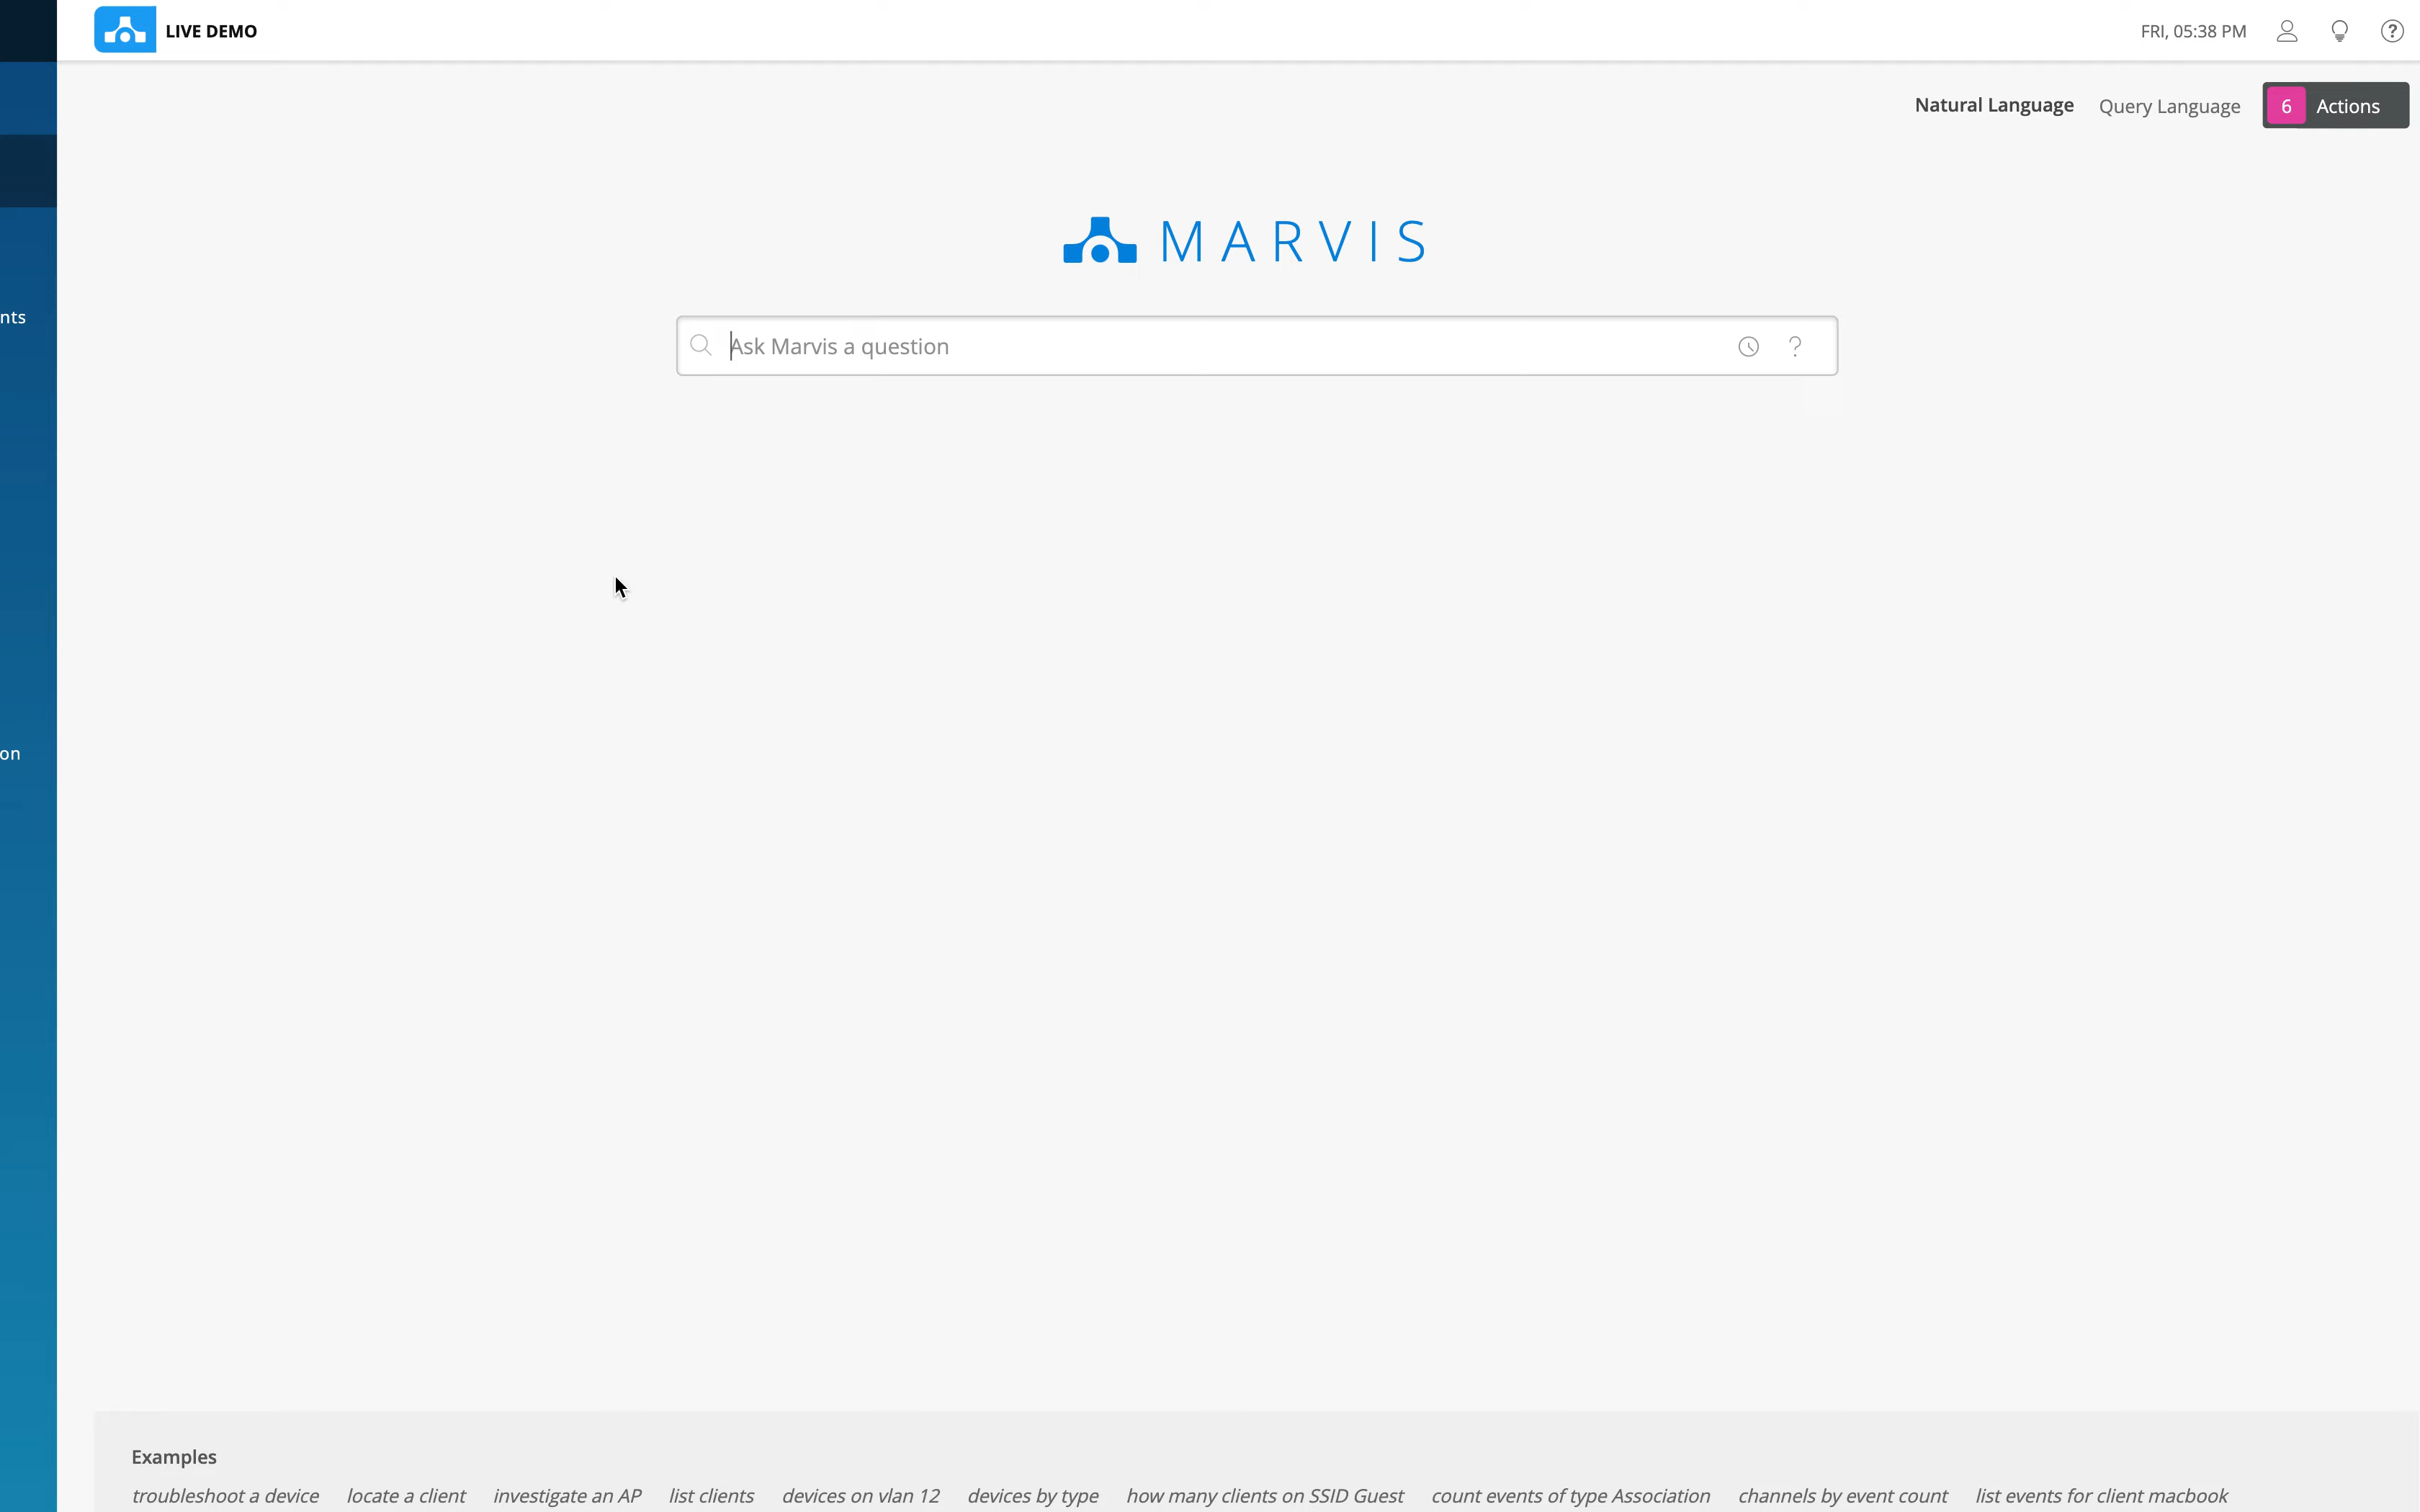 LIVE DEMO
FRI, 05:38 PM
Natural Language
Query Language
6 Actions
MARVIS
nts
Ask Marvis a question
?
on
Examples
troubleshoot a device locate a client investigate an AP list clients devices on vlan 12 devices by type how many clients on SSID Guest count events of type Association channels by event count list events for client macbook